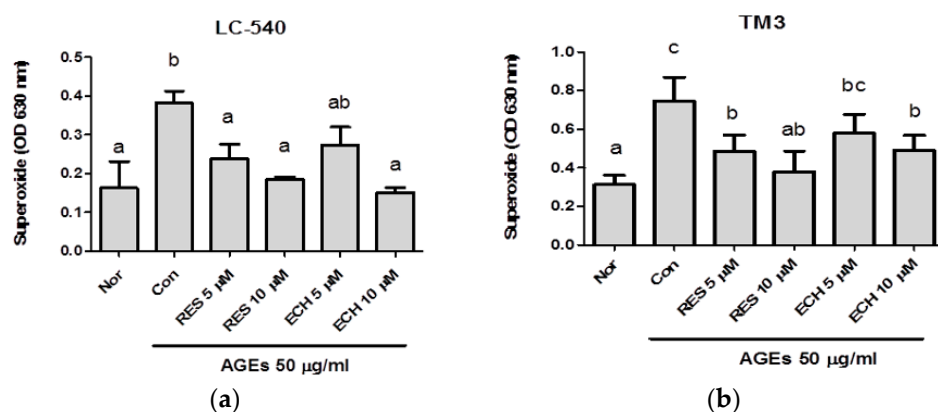 LC-540
Superoxide (OD 630 nm)
0.5
0.4
0.3
0.2
0.1
0.0
a
b
a
a
ab
a
Nor
Con
RES 5 μM
RES 10 μM
ECH 5 μM
ECH 10 μM
AGEs 50 μg/ml
(a)
TM3
Superoxide (OD 630 nm)
1.0
0.8
0.6
0.4
0.2
0.0
a
c
b
ab
bc
b
Nor
Con
RES 5 μM
RES 10 μM
ECH 5 μM
ECH 10 μM
AGEs 50 μg/ml
(b)